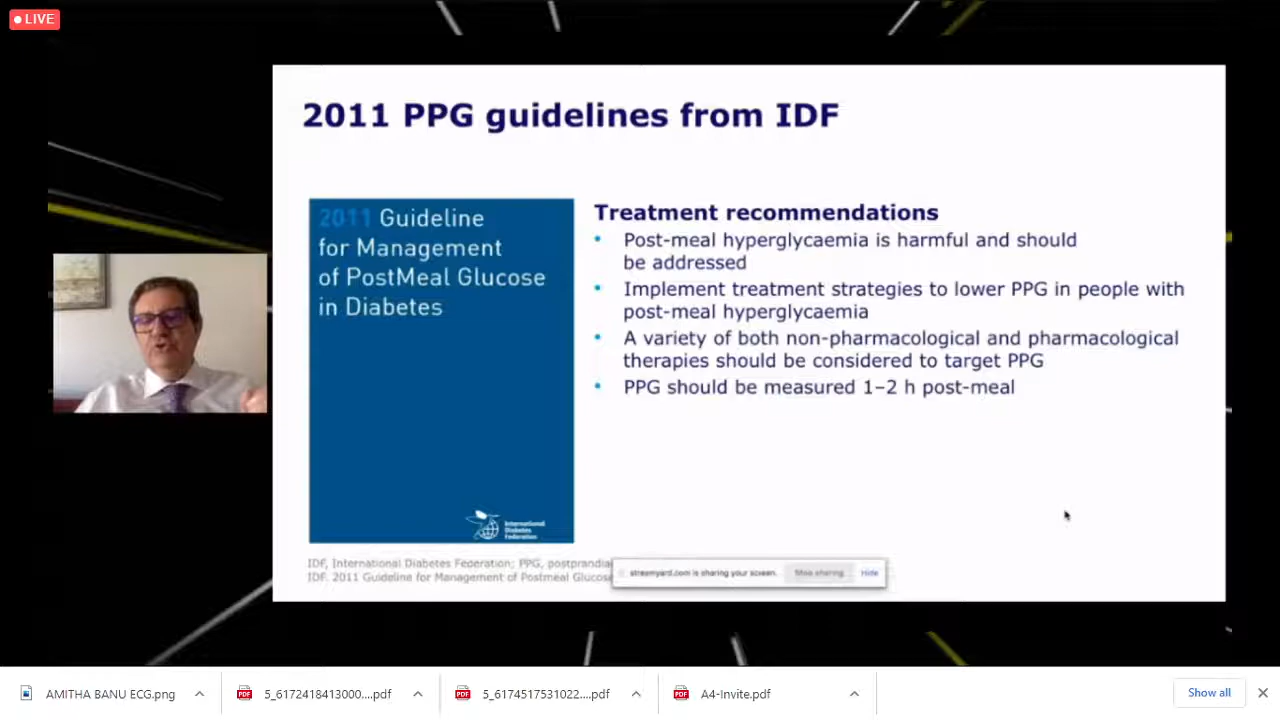 LIVE
2011 PPG guidelines from IDF
2011 Guideline
for Management
of PostMeal Glucose
in Diabetes
International
Diabetes
Federation
Treatment recommendations
• Post-meal hyperglycaemia is harmful and should
be addressed
• Implement treatment strategies to lower PPG in people with
post-meal hyperglycaemia
• A variety of both non-pharmacological and pharmacological
therapies should be considered to target PPG
• PPG should be measured 1–2 h post-meal
IDF, International Diabetes Federation; PPG, postprandia
IDF. 2011 Guideline for Management of Postmeal Glucos
streamyard.com is sharing your screen. Stop sharing Hide
AMITHA BANU ECG.png
5_6172418413000....pdf
5_6174517531022....pdf
A4-Invite.pdf
Show all